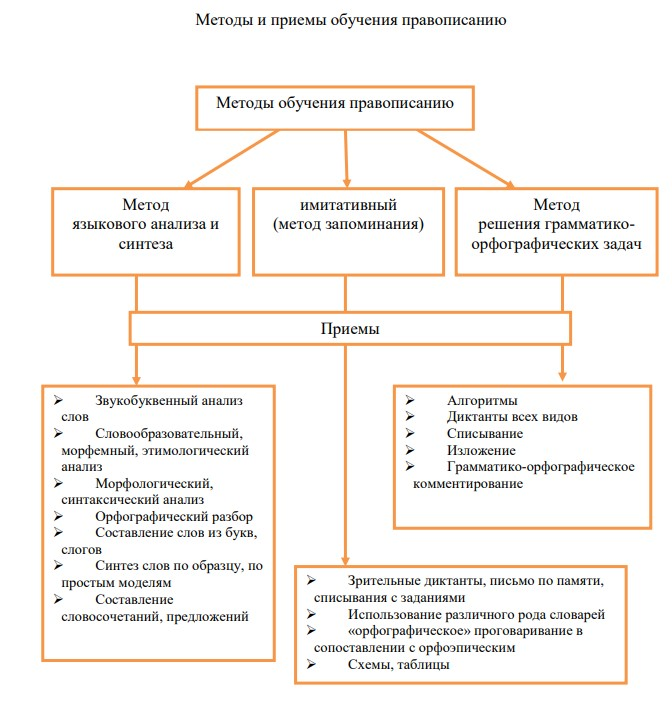 Методы и приемы обучения правописанию
Методы обучения правописанию
Метод
языкового анализа и
синтеза
имитативный
(метод запоминания)
Метод
решения грамматико-
орфографических задач
Приемы
Звукобуквенный анализ
слов
Словообразовательный,
морфемный, этимологический
анализ
Морфологический,
синтаксический анализ
Орфографический разбор
Составление слов из букв,
слогов
Синтез слов по образцу, по
простым моделям
Составление
словосочетаний, предложений
Алгоритмы
Диктанты всех видов
Списывание
Изложение
Грамматико-орфографическое
комментирование
Зрительные диктанты, письмо по памяти,
списывания с заданиями
Использование различного рода словарей
«орфографическое» проговаривание в
сопоставлении с орфоэпическим
Схемы, таблицы